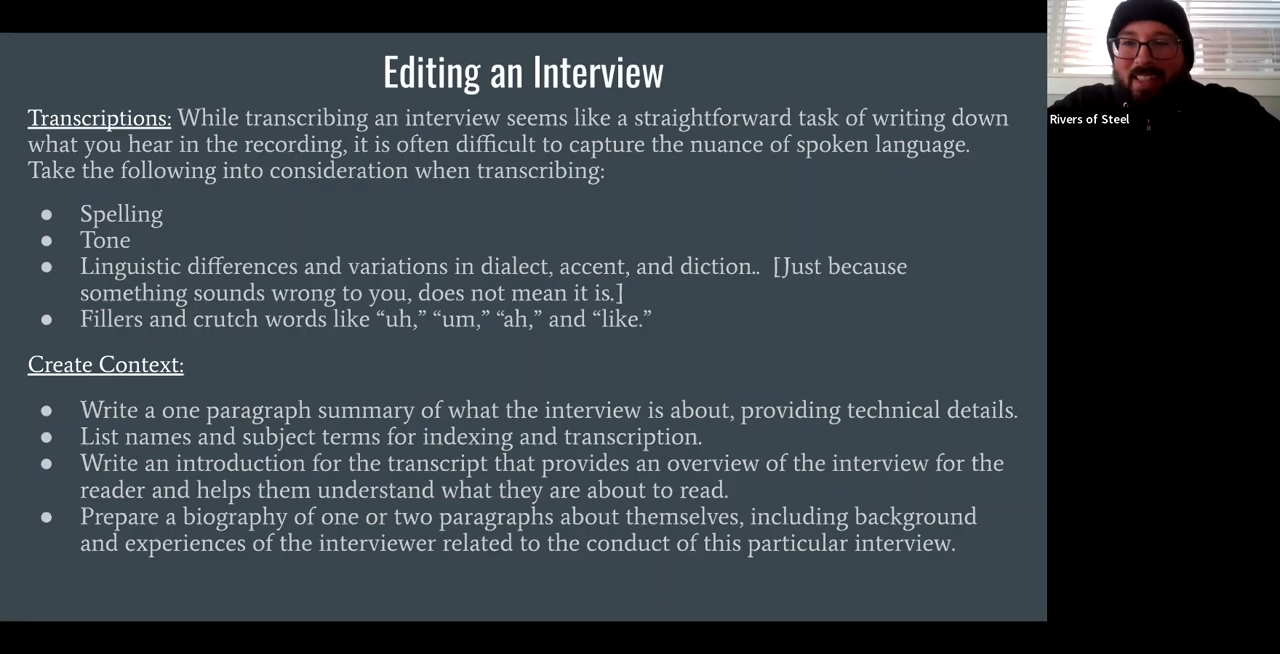 Editing an Interview
Transcriptions: While transcribing an interview seems like a straightforward task of writing down
what you hear in the recording, it is often difficult to capture the nuance of spoken language.
Take the following into consideration when transcribing:
● Spelling
● Tone
● Linguistic differences and variations in dialect, accent, and diction.. [Just because
something sounds wrong to you, does not mean it is.]
● Fillers and crutch words like “uh,” “um,” “ah,” and “like.”
Create Context:
● Write a one paragraph summary of what the interview is about, providing technical details.
● List names and subject terms for indexing and transcription.
● Write an introduction for the transcript that provides an overview of the interview for the
reader and helps them understand what they are about to read.
● Prepare a biography of one or two paragraphs about themselves, including background
and experiences of the interviewer related to the conduct of this particular interview.
Rivers of Steel